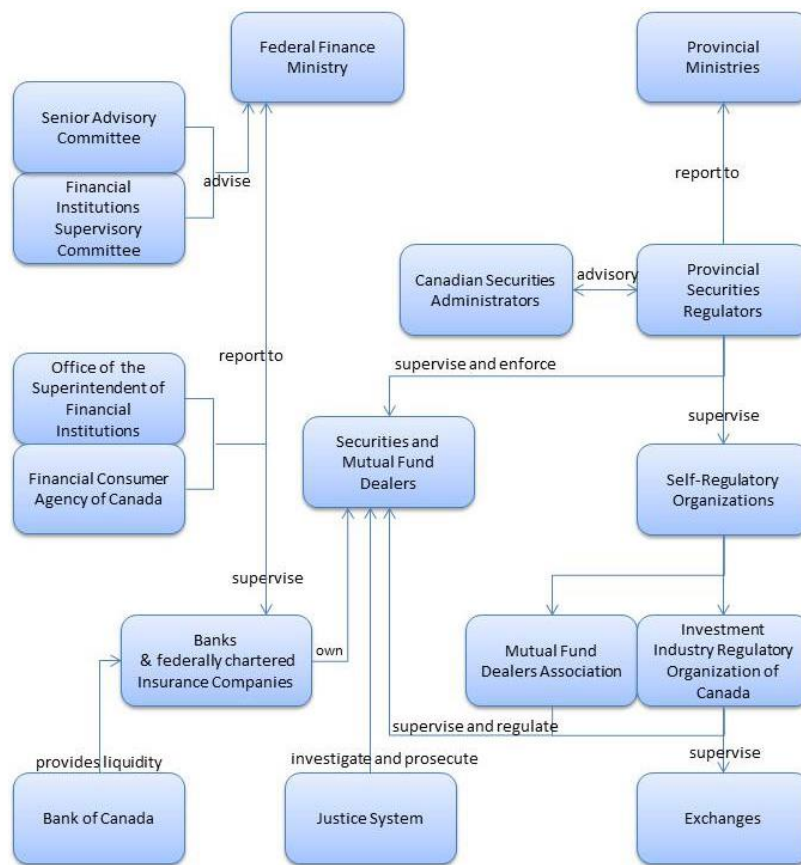 Federal Finance
Ministry
Provincial
Ministries
Senior Advisory
Committee
advise
Financial
Institutions
Supervisory
Committee
report to
Canadian Securities
Administrators
advisory
Provincial
Securities
Regulators
report to
supervise and enforce
Office of the
Superintendent of
Financial
Institutions
supervise
Securities and
Mutual Fund
Dealers
Financial Consumer
Agency of Canada
Self-Regulatory
Organizations
supervise
Banks
& federally chartered
Insurance Companies
own
Mutual Fund
Dealers Association
Investment
Industry Regulatory
Organization of
Canada
supervise and regulate
provides liquidity
investigate and prosecute
supervise
Bank of Canada
Justice System
Exchanges